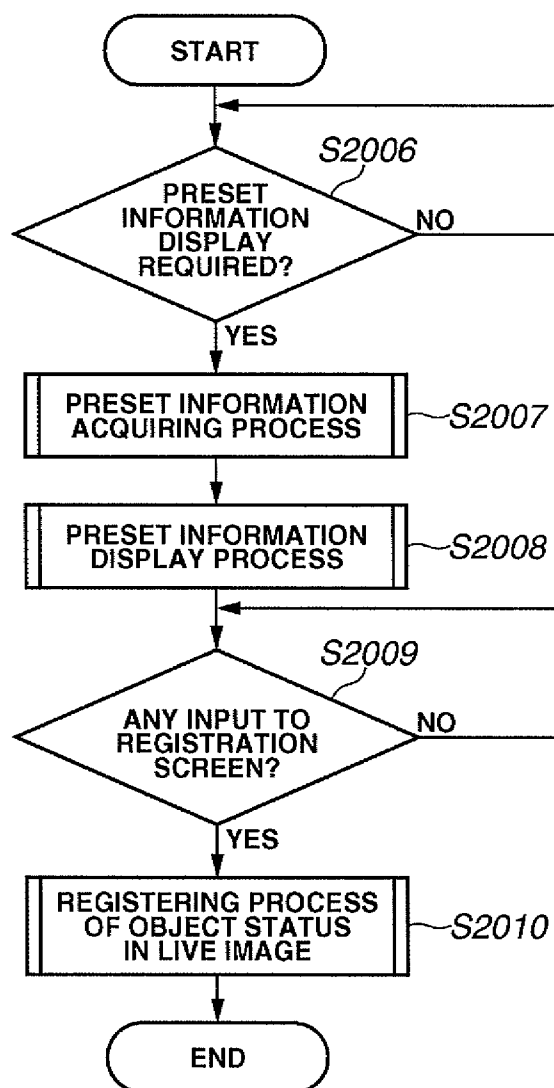 START
S2006
PRESET
INFORMATION
DISPLAY
REQUIRED?
NO
YES
PRESET INFORMATION
ACQUIRING PROCESS
S2007
PRESET INFORMATION
DISPLAY PROCESS
S2008
S2009
ANY INPUT TO
REGISTRATION
SCREEN?
NO
YES
REGISTERING PROCESS
OF OBJECT STATUS
IN LIVE IMAGE
S2010
END